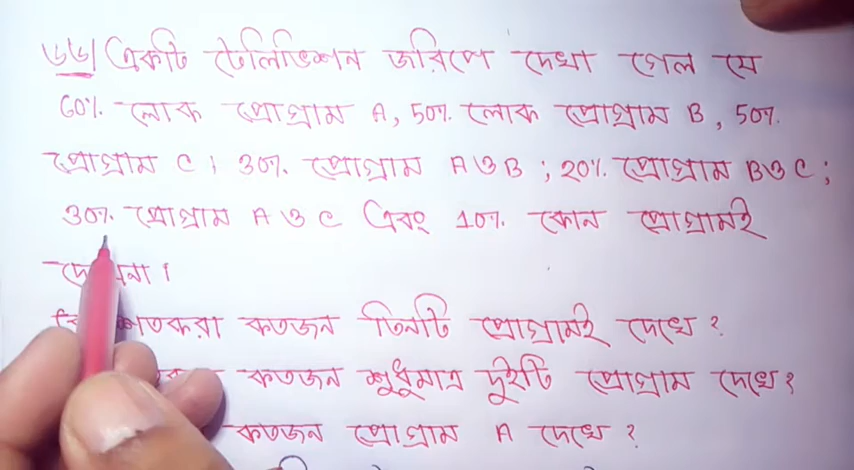 ৬৬। একটি টেলিভিশন জরিপে দেখা গেল যে
60% লোক প্রোগ্রাম A, 50% লোক প্রোগ্রাম B, 50%
প্রোগ্রাম C। 30% প্রোগ্রাম A ও B ; 20% প্রোগ্রাম B ও C ;
30% প্রোগ্রাম A ও C এবং 10% কোন প্রোগ্রামই
কতজন তিনটি প্রোগ্রামই দেখে ?
কতজন শুধুমাত্র দুইটি প্রোগ্রাম দেখে ?
কতজন প্রোগ্রাম A দেখে ?